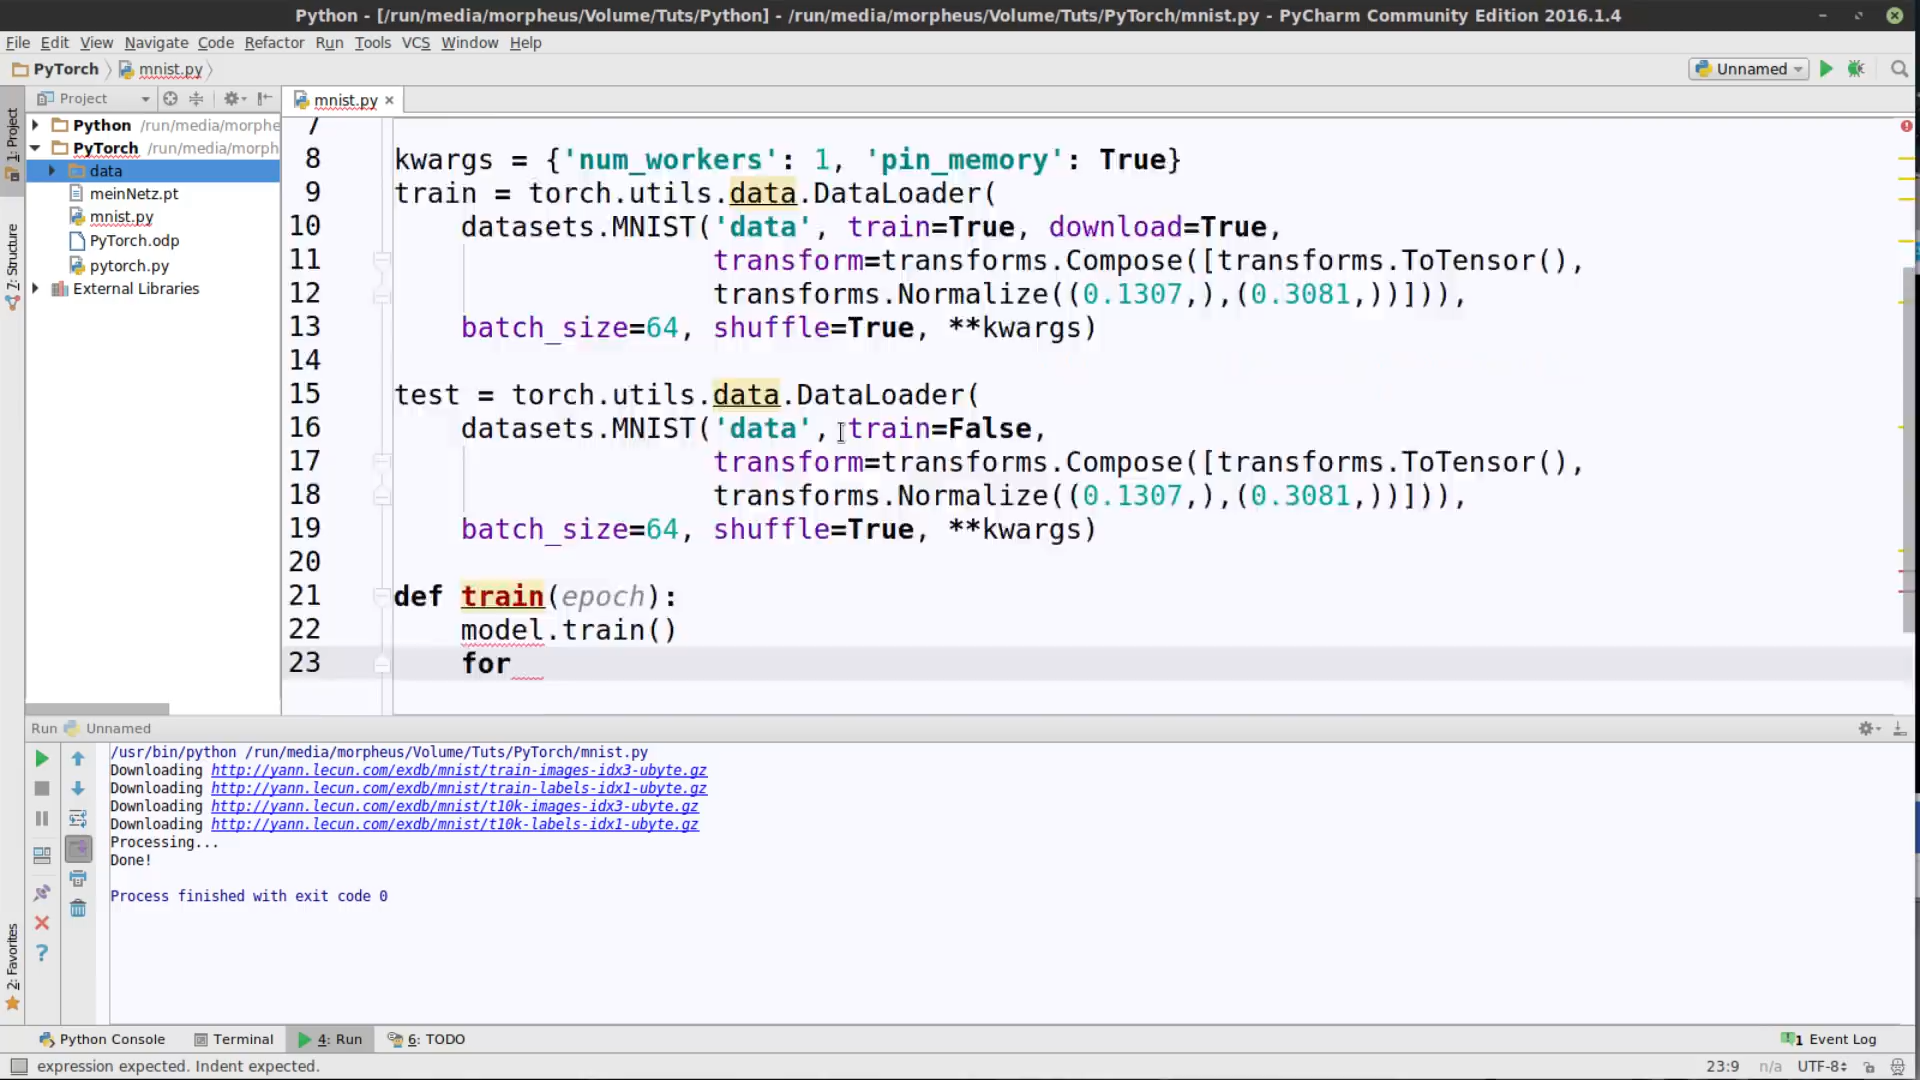 Python - [/run/media/morpheus/Volume/Tuts/Python] - /run/media/morpheus/Volume/Tuts/PyTorch/mnist.py - PyCharm Community Edition 2016.1.4
File Edit View Navigate Code Refactor Run Tools VCS Window Help
PyTorch mnist.py Unnamed
Project mnist.py
1: Project
7: Structure
2: Favorites
Python /run/media/morphe
PyTorch /run/media/morph
data
meinNetz.pt
mnist.py
PyTorch.odp
pytorch.py
External Libraries
7
8 kwargs = {'num_workers': 1, 'pin_memory': True}
9 train = torch.utils.data.DataLoader(
10 datasets.MNIST('data', train=True, download=True,
11 transform=transforms.Compose([transforms.ToTensor(),
12 transforms.Normalize((0.1307,),(0.3081,))])),
13 batch_size=64, shuffle=True, **kwargs)
14
15 test = torch.utils.data.DataLoader(
16 datasets.MNIST('data', train=False,
17 transform=transforms.Compose([transforms.ToTensor(),
18 transforms.Normalize((0.1307,),(0.3081,))])),
19 batch_size=64, shuffle=True, **kwargs)
20
21 def train(epoch):
22 model.train()
23 for
Run Unnamed
/usr/bin/python /run/media/morpheus/Volume/Tuts/PyTorch/mnist.py
Downloading http://yann.lecun.com/exdb/mnist/train-images-idx3-ubyte.gz
Downloading http://yann.lecun.com/exdb/mnist/train-labels-idx1-ubyte.gz
Downloading http://yann.lecun.com/exdb/mnist/t10k-images-idx3-ubyte.gz
Downloading http://yann.lecun.com/exdb/mnist/t10k-labels-idx1-ubyte.gz
Processing...
Done!
Process finished with exit code 0
Python Console Terminal 4: Run 6: TODO 1 Event Log
expression expected. Indent expected. 23:9 n/a UTF-8